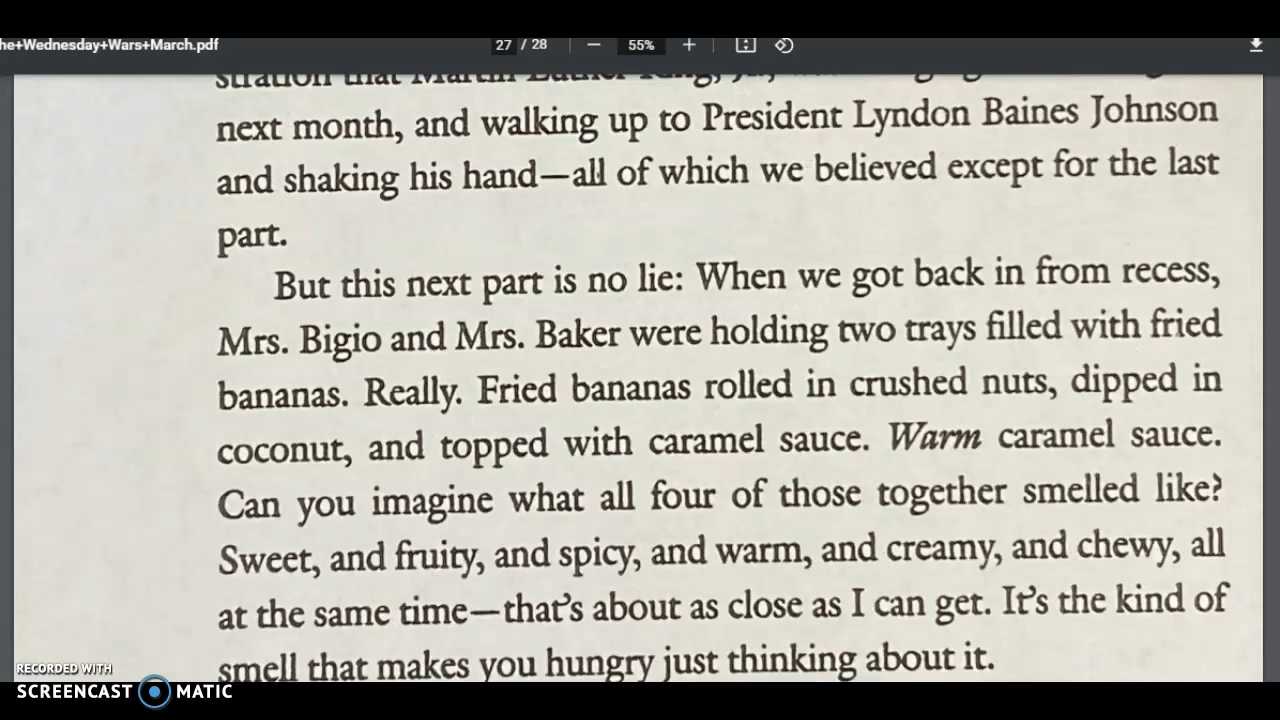 he+Wednesday+Wars+March.pdf
27 / 28
55%
stration that Martin Luther King, Jr.,
next month, and walking up to President Lyndon Baines Johnson
and shaking his hand—all of which we believed except for the last
part.
But this next part is no lie: When we got back in from recess,
Mrs. Bigio and Mrs. Baker were holding two trays filled with fried
bananas. Really. Fried bananas rolled in crushed nuts, dipped in
coconut, and topped with caramel sauce. Warm caramel sauce.
Can you imagine what all four of those together smelled like?
Sweet, and fruity, and spicy, and warm, and creamy, and chewy, all
at the same time—that's about as close as I can get. It's the kind of
smell that makes you hungry just thinking about it.
RECORDED WITH
SCREENCAST MATIC